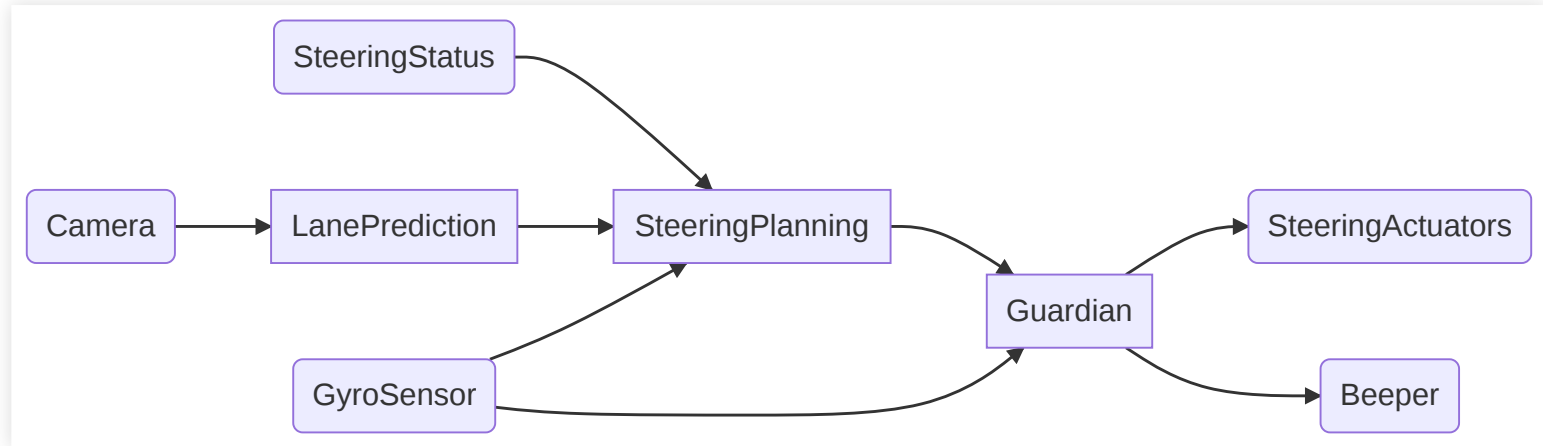 SteeringStatus
Camera
LanePrediction
SteeringPlanning
SteeringActuators
Guardian
GyroSensor
Beeper